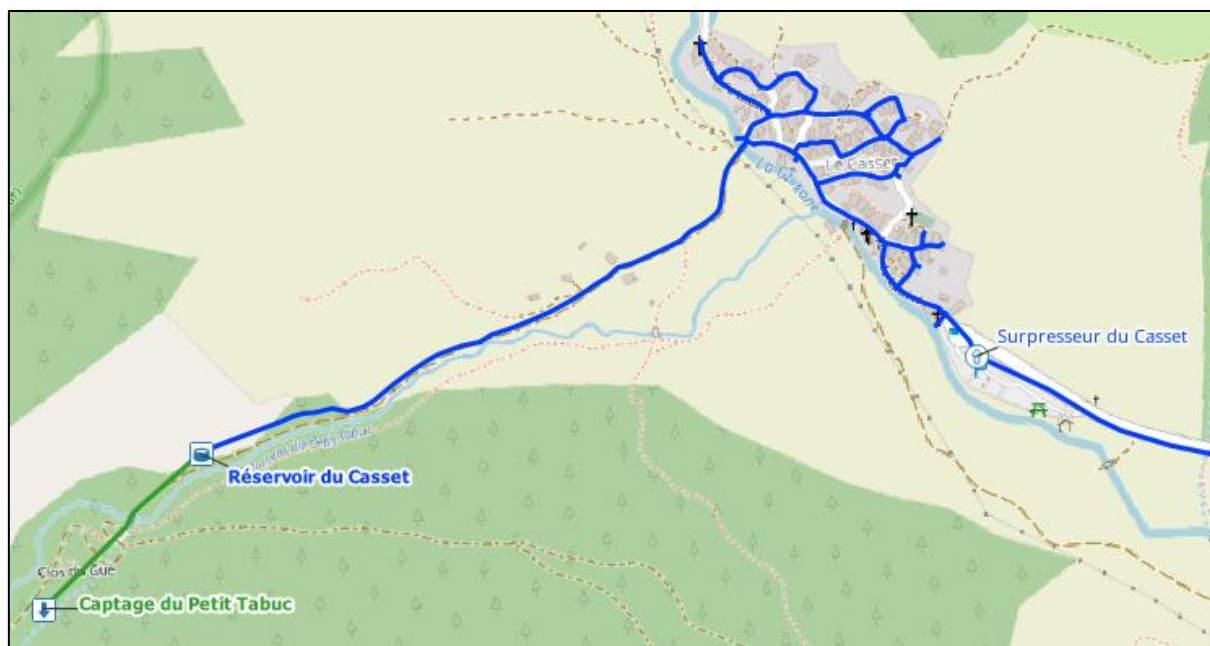 Le Casset
La Guisane
Surpresseur du Casset
Réservoir du Casset
Clos du Gué
Captage du Petit Tabuc